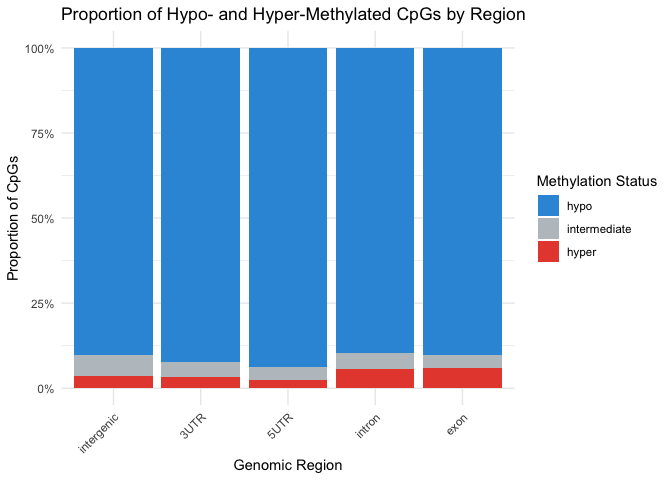 Proportion of Hypo- and Hyper-Methylated CpGs by Region
100%
75%
50%
25%
0%
Proportion of CpGs
intergenic
3UTR
5UTR
intron
exon
Genomic Region
Methylation Status
hypo
intermediate
hyper